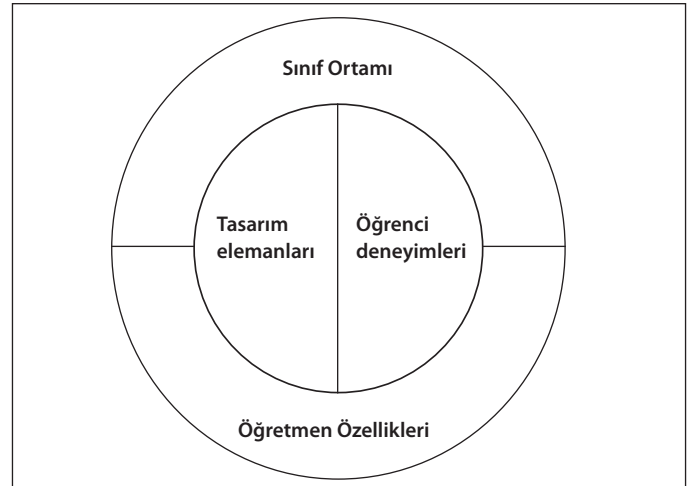 Sınıf Ortamı
Tasarım
elemanları
Öğrenci
deneyimleri
Öğretmen Özellikleri